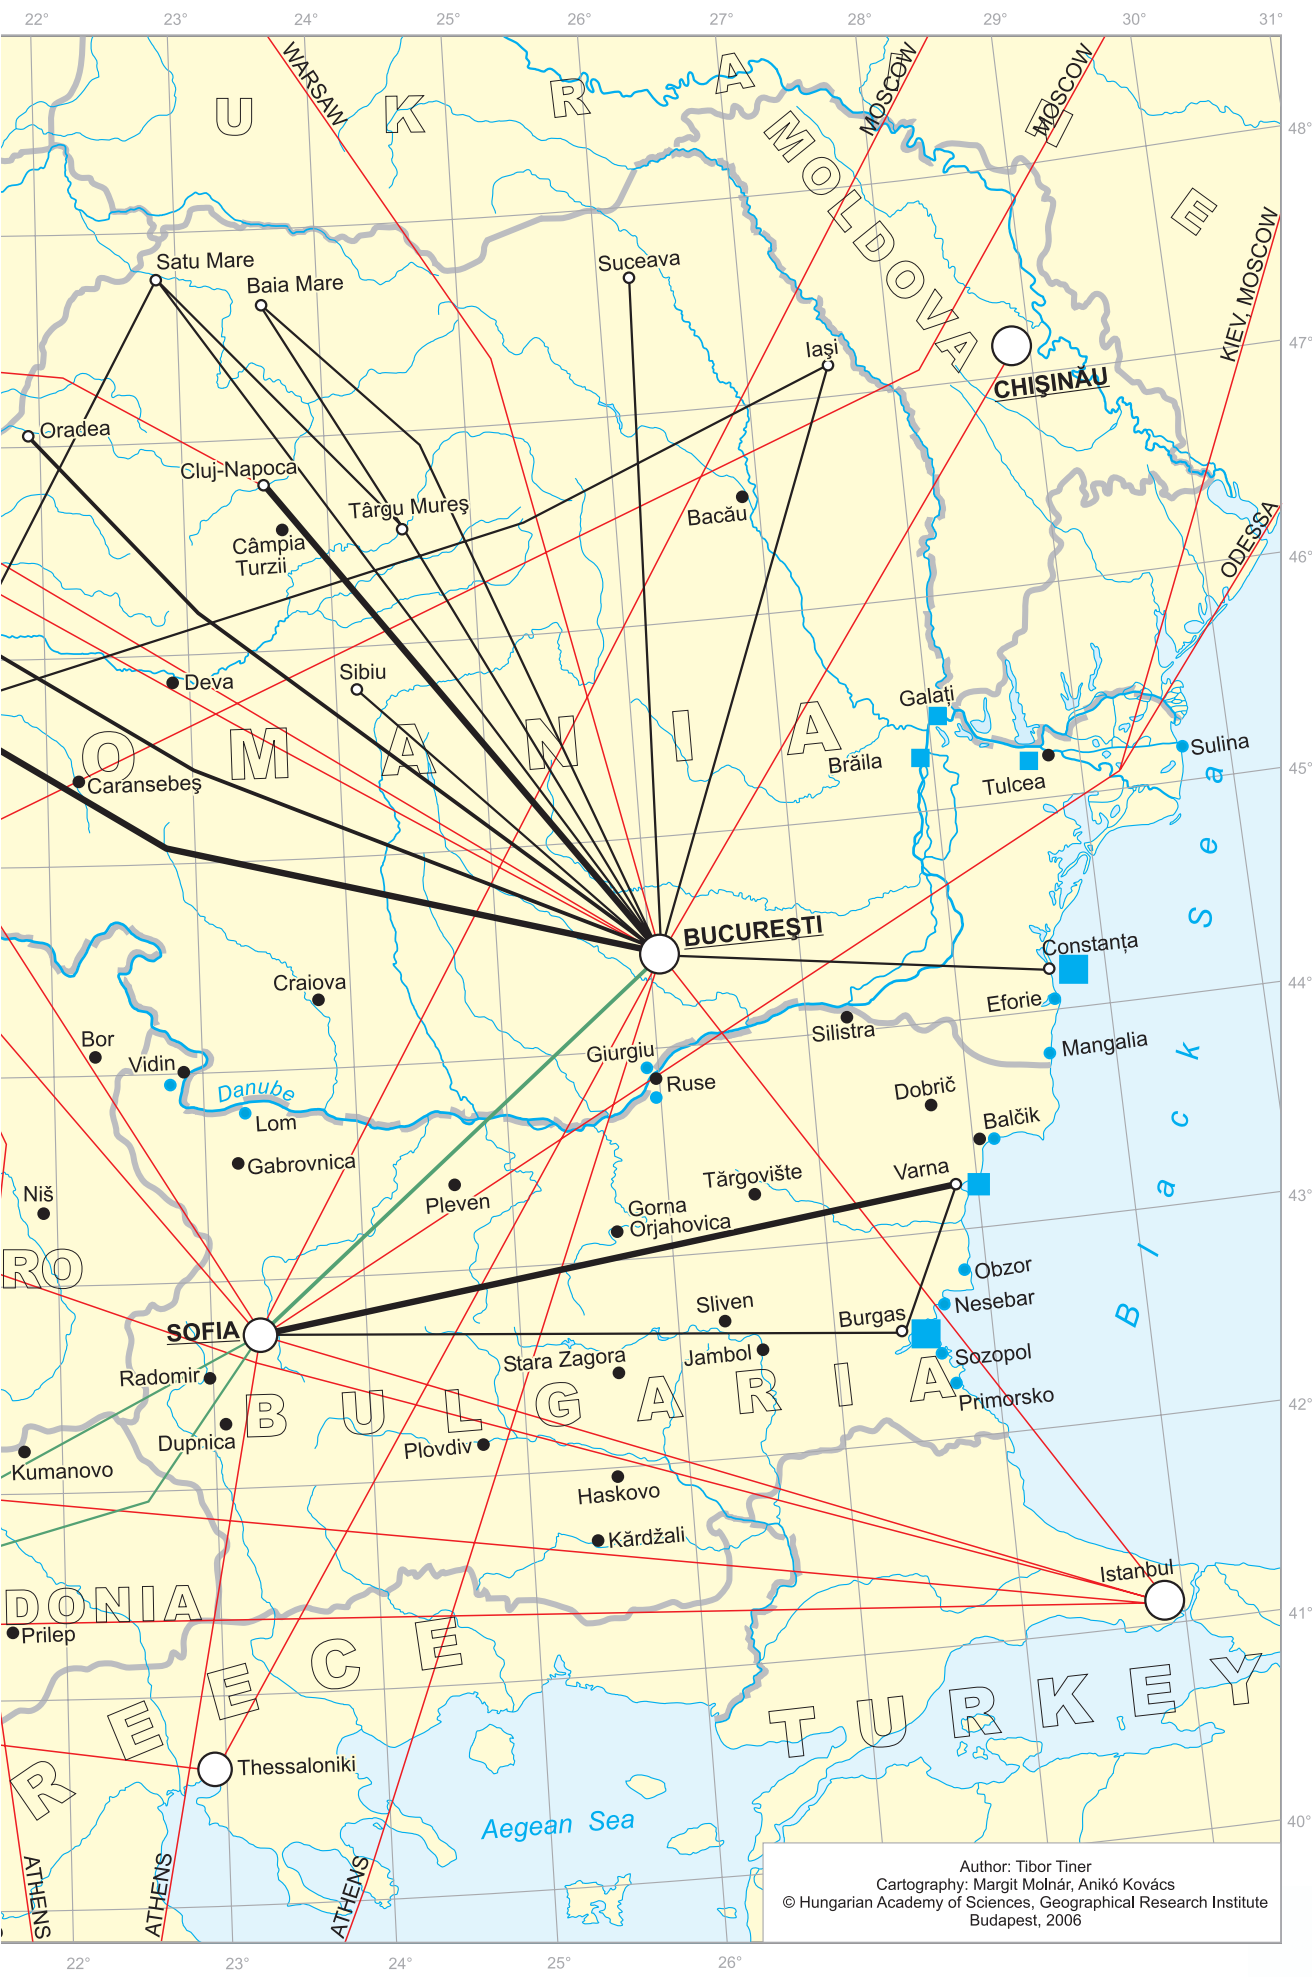 22° 23° 24° 25° 26° 27° 28° 29° 30° 31°
WARSAW
MOSCOW
MOSCOW
U K R A I N E
48°
MOLDOVA
KIEV, MOSCOW
Satu Mare
Baia Mare
Suceava
Iaşi
47°
CHIŞINĂU
Oradea
Cluj-Napoca
Târgu Mureş
Bacău
Câmpia
Turzii
ODESSA
46°
Sibiu
Deva
Galaţi
O M A N I A
Brăila
Sulina
Caransebeş
Tulcea
45°
BUCUREŞTI
Constanţa
Craiova
Eforie
44°
Silistra
Bor
Vidin
Giurgiu
Mangalia
Danube
Ruse
Lom
Dobrič
Balčik
Black Sea
Gabrovnica
Varna
Tărgovište
Niš
Pleven
Gorna
Orjahovica
43°
RO
Obzor
Nesebar
Sliven
Burgas
SOFIA
Stara Zagora
Jambol
Sozopol
Radomir
Primorsko
B U L G A R I A
42°
Dupnica
Plovdiv
Kumanovo
Haskovo
Kărdžali
Istanbul
DONIA
41°
Prilep
R E E C E
T U R K E Y
Thessaloniki
Aegean Sea
40°
ATHENS
ATHENS
ATHENS
Author: Tibor Tiner
Cartography: Margit Molnár, Anikó Kovács
© Hungarian Academy of Sciences, Geographical Research Institute
Budapest, 2006
22° 23° 24° 25° 26°